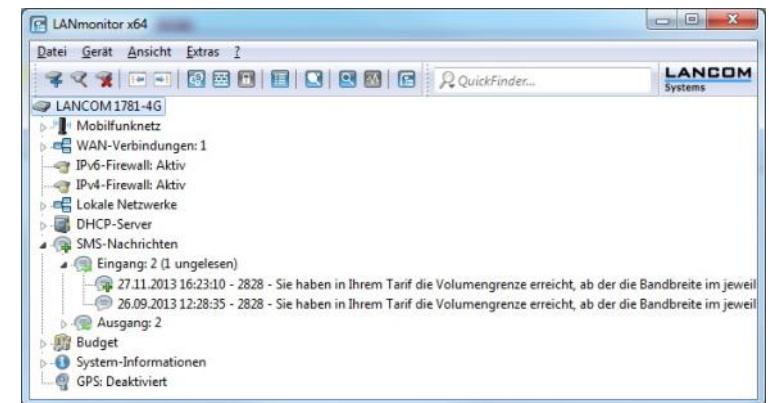 LANmonitor x64
Datei Gerät Ansicht Extras ?
QuickFinder...
LANCOM
Systems
LANCOM 1781-4G
Mobilfunknetz
WAN-Verbindungen: 1
IPv6-Firewall: Aktiv
IPv4-Firewall: Aktiv
Lokale Netzwerke
DHCP-Server
SMS-Nachrichten
Eingang: 2 (1 ungelesen)
27.11.2013 16:23:10 - 2828 - Sie haben in Ihrem Tarif die Volumengrenze erreicht, ab der die Bandbreite im jeweil
26.09.2013 12:28:35 - 2828 - Sie haben in Ihrem Tarif die Volumengrenze erreicht, ab der die Bandbreite im jeweil
Ausgang: 2
Budget
System-Informationen
GPS: Deaktiviert